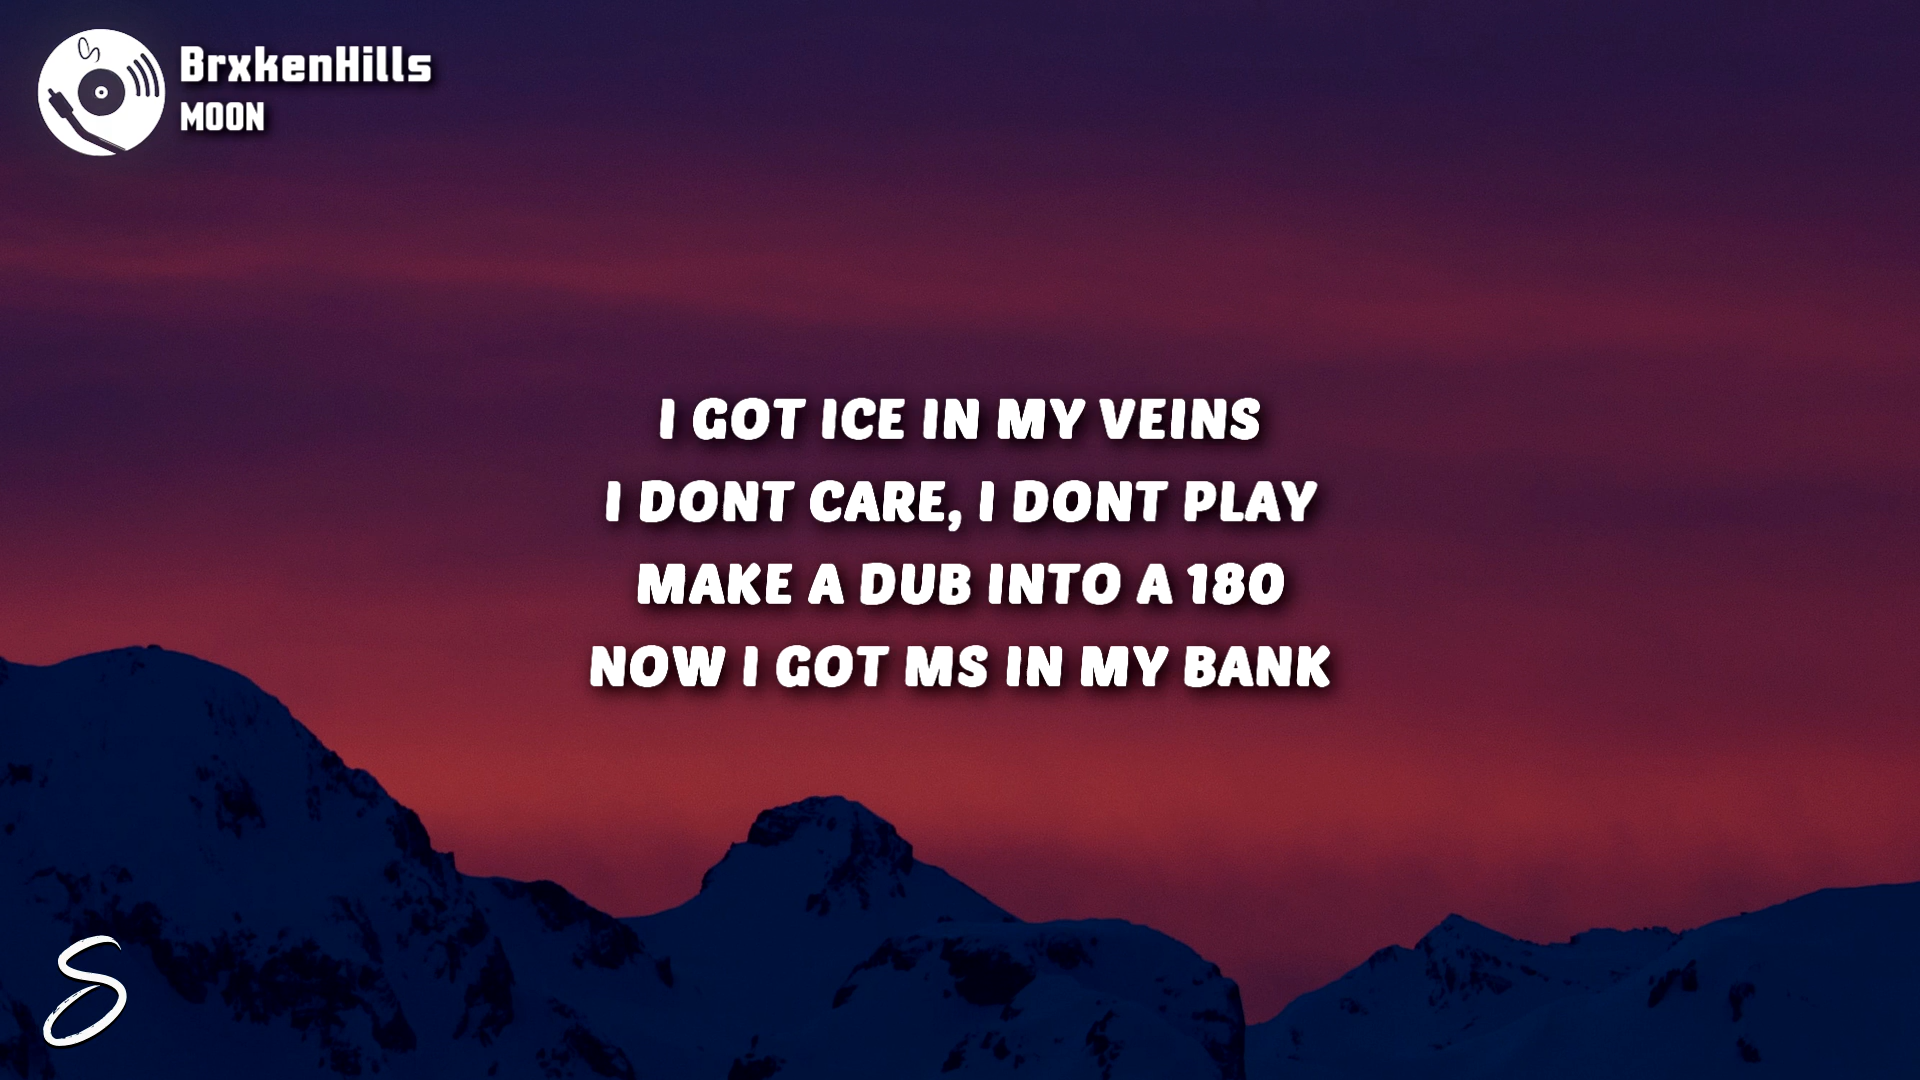 BrxkenHills
MOON
I GOT ICE IN MY VEINS
I DONT CARE, I DONT PLAY
MAKE A DUB INTO A 180
NOW I GOT MS IN MY BANK
S